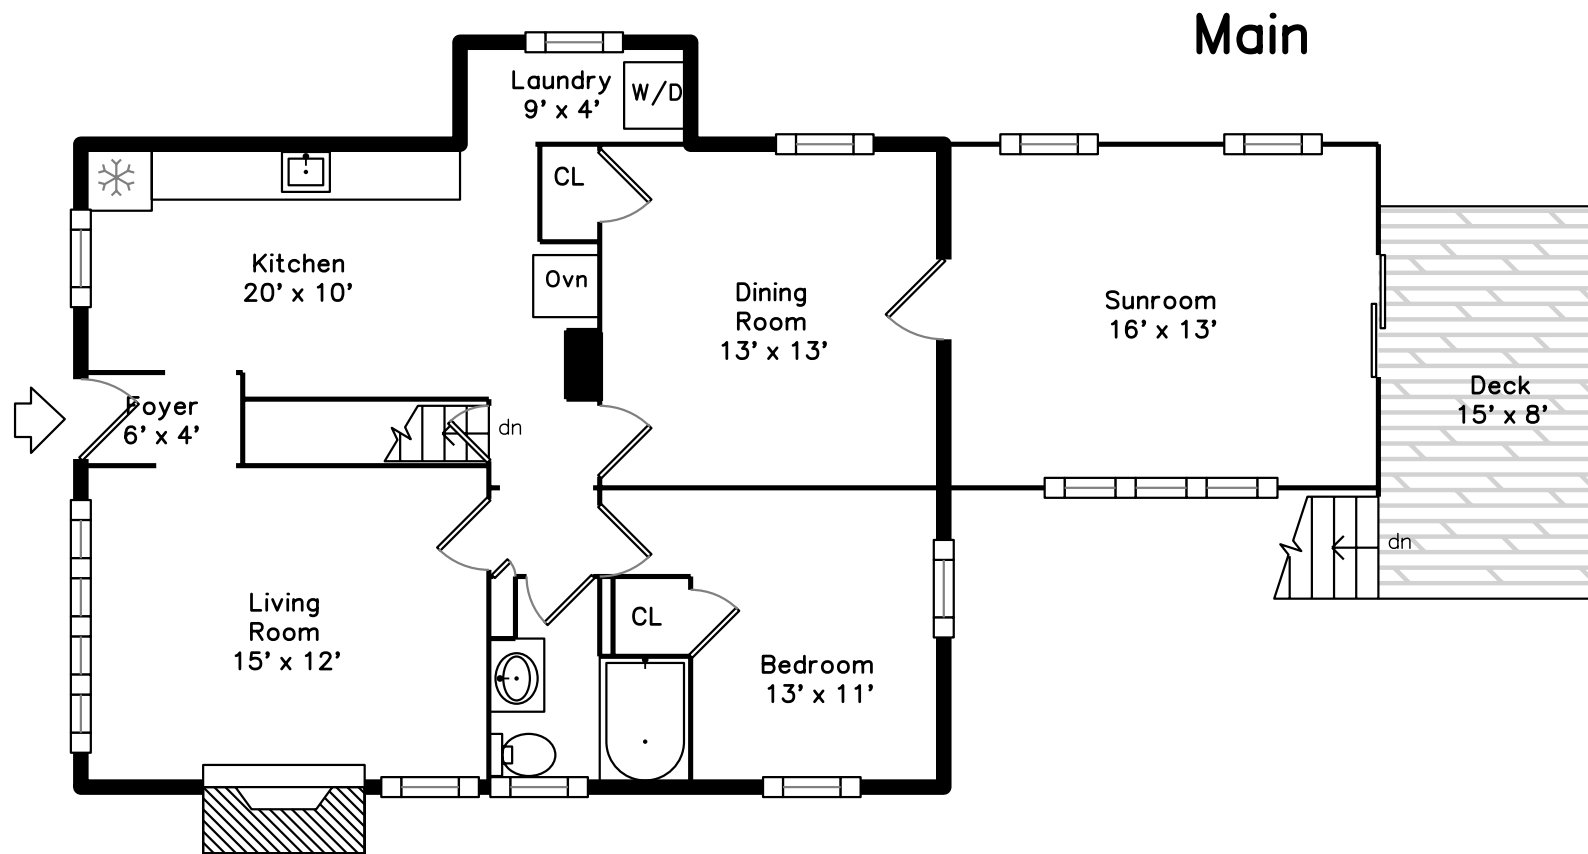 Main
Laundry
9' x 4'
W/D
CL
Kitchen
20' x 10'
Ovn
Dining
Room
13' x 13'
Sunroom
16' x 13'
Deck
15' x 8'
Foyer
6' x 4'
dn
dn
Living
Room
15' x 12'
CL
Bedroom
13' x 11'